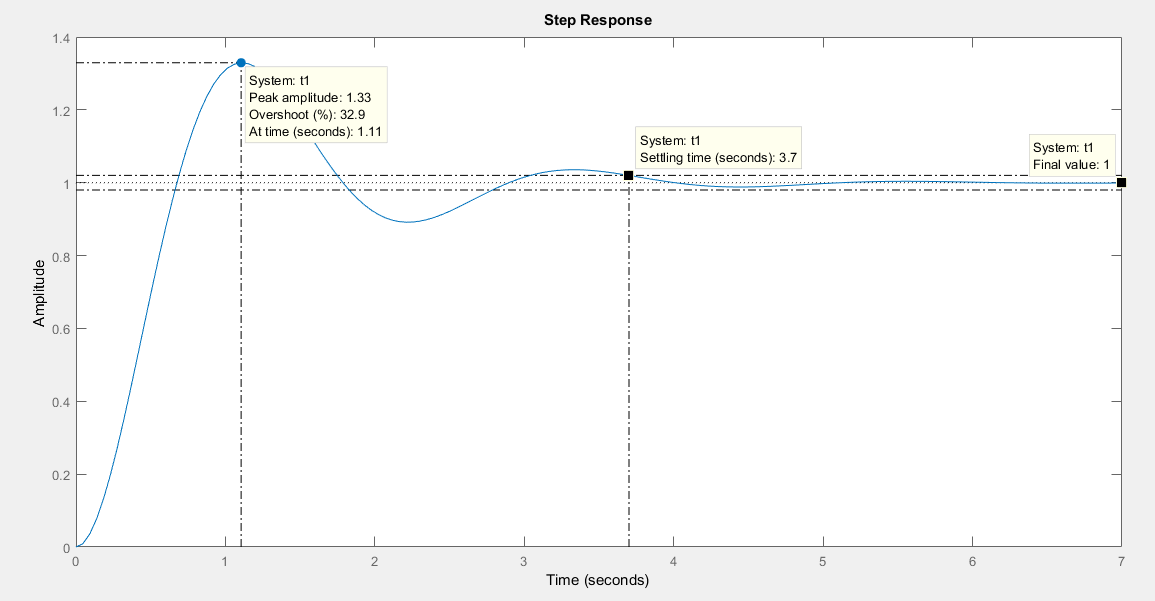 Step Response
1.4
1.2
1
0.8
0.6
0.4
0.2
0
Amplitude
System: t1
Peak amplitude: 1.33
Overshoot (%): 32.9
At time (seconds): 1.11
System: t1
Settling time (seconds): 3.7
System: t1
Final value: 1
0 1 2 3 4 5 6 7
Time (seconds)